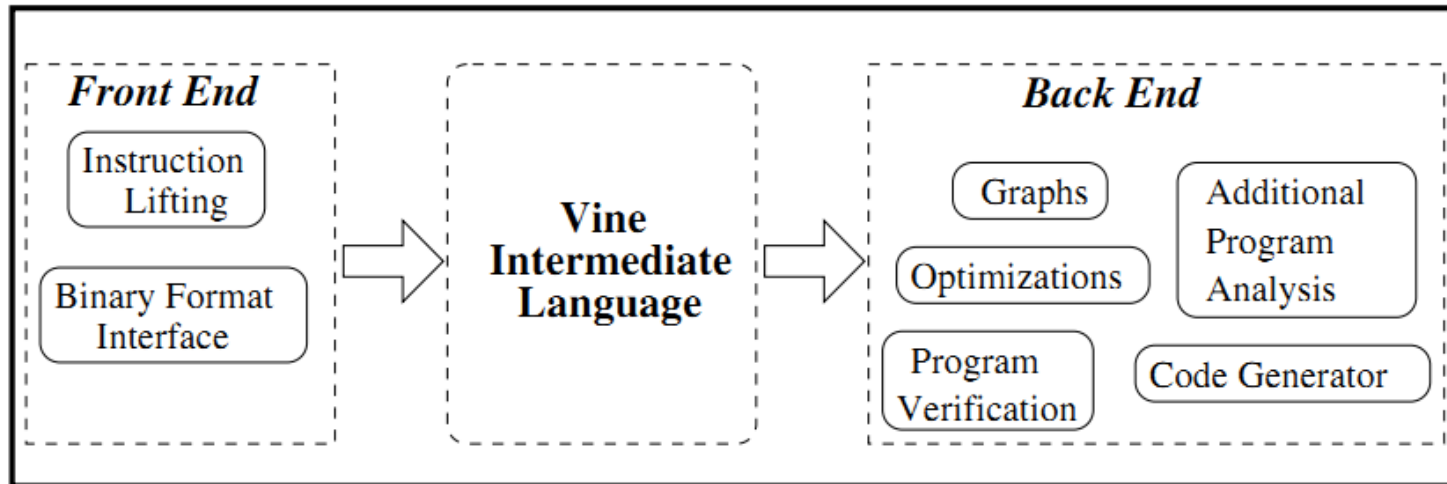 Front End
Instruction
Lifting
Binary Format
Interface
Vine
Intermediate
Language
Back End
Graphs
Optimizations
Program
Verification
Additional
Program
Analysis
Code Generator